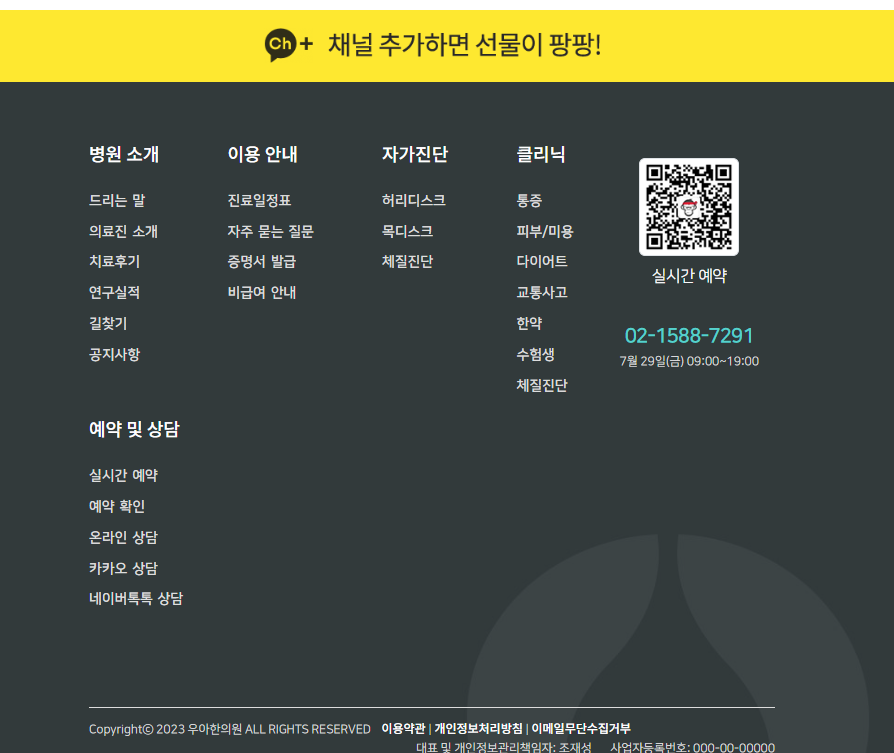 Ch+ 채널 추가하면 선물이 팡팡!
병원 소개
드리는 말
의료진 소개
치료후기
연구실적
길찾기
공지사항
이용 안내
진료일정표
자주 묻는 질문
증명서 발급
비급여 안내
자가진단
허리디스크
목디스크
체질진단
클리닉
통증
피부/미용
다이어트
교통사고
한약
수험생
체질진단
실시간 예약
02-1588-7291
7월 29일(금) 09:00~19:00
예약 및 상담
실시간 예약
예약 확인
온라인 상담
카카오 상담
네이버톡톡 상담
Copyright© 2023 우아한의원 ALL RIGHTS RESERVED 이용약관 | 개인정보처리방침 | 이메일무단수집거부
대표 및 개인정보관리책임자: 조재성 사업자등록번호: 000-00-00000